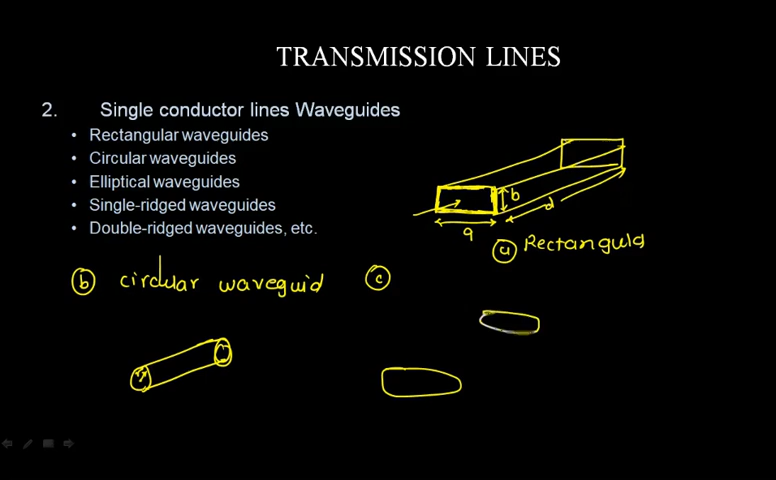 TRANSMISSION LINES
2. Single conductor lines Waveguides
• Rectangular waveguides
• Circular waveguides
• Elliptical waveguides
• Single-ridged waveguides
• Double-ridged waveguides, etc.
b
d
a
(a) Rectangula
(b) circular waveguid
(c)